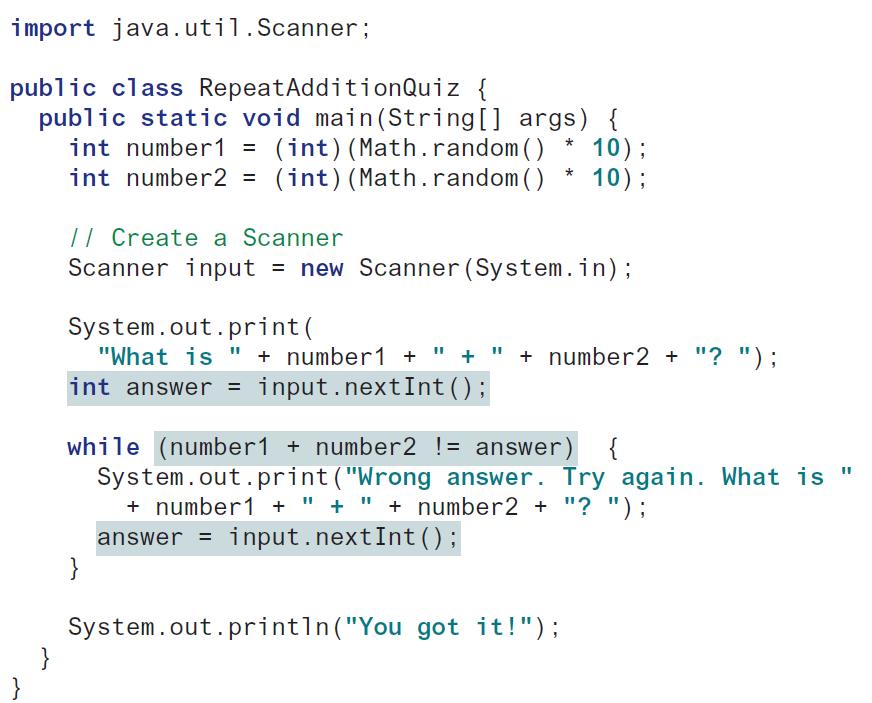 import java.util.Scanner;
public class RepeatAdditionQuiz {
public static void main(String[] args) {
int number1 = (int)(Math.random() * 10);
int number2 = (int)(Math.random() * 10);
// Create a Scanner
Scanner input = new Scanner(System.in);
System.out.print(
"What is " + number1 + " + " + number2 + "? ");
int answer = input.nextInt();
while (number1 + number2 != answer) {
System.out.print("Wrong answer. Try again. What is "
+ number1 + " + " + number2 + "? ");
answer = input.nextInt();
}
System.out.println("You got it!");
}
}